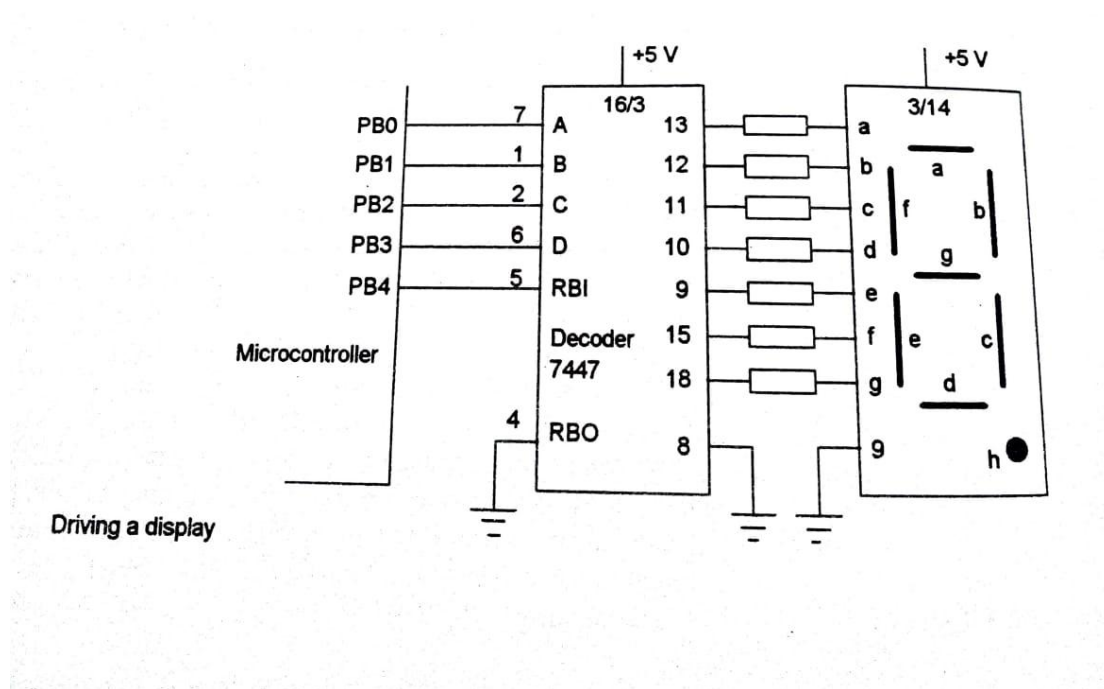 +5 V
+5 V
16/3
3/14
PB0
7
A
13
a
PB1
1
B
12
b
a
PB2
2
C
11
c
f
b
PB3
6
D
10
d
g
PB4
5
RBI
9
e
Decoder
15
f
e
c
Microcontroller
7447
18
g
d
4
RBO
8
9
h
Driving a display